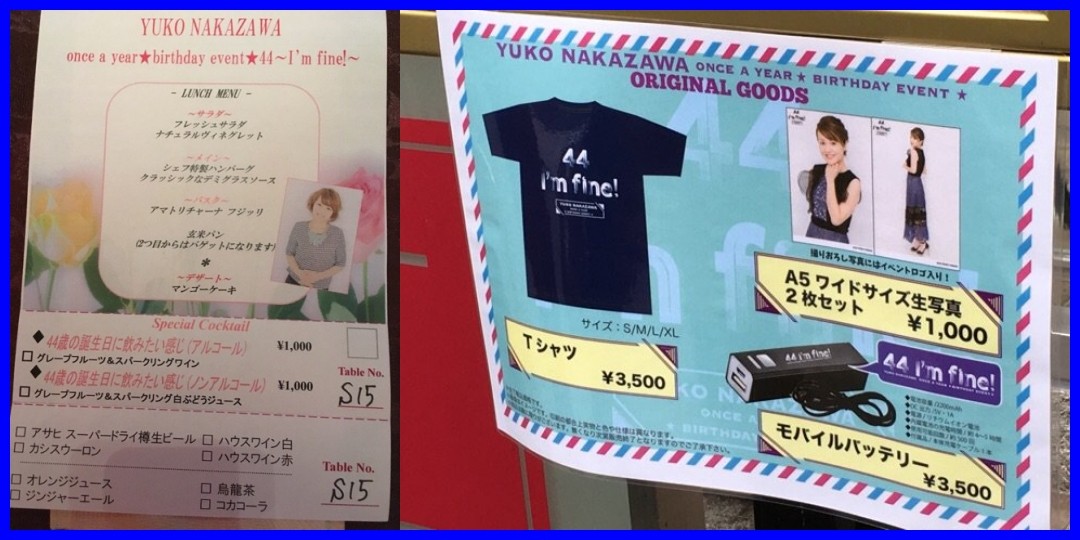 YUKO NAKAZAWA
once a year★birthday event★44~I'm fine!~
- LUNCH MENU -
~サラダ~
フレッシュサラダ
ナチュラルヴィネグレット
~メイン~
シェフ特製ハンバーグ
クラッシックなデミグラスソース
~パスタ~
アマトリチャーナ フジッリ
玄米パン
(2つ目からはバゲットになります)
✻
~デザート~
マンゴーケーキ
Special Cocktail
◆ 44歳の誕生日に飲みたい感じ(アルコール) ¥1,000
□ グレープフルーツ&スパークリングワイン
◆ 44歳の誕生日に飲みたい感じ(ノンアルコール) ¥1,000
□ グレープフルーツ&スパークリング白ぶどうジュース
Table No.
S15
□ アサヒ スーパードライ樽生ビール □ ハウスワイン白
□ カシスウーロン □ ハウスワイン赤
Table No.
S15
□ オレンジジュース □ 烏龍茶
□ ジンジャーエール □ コカコーラ
YUKO NAKAZAWA ONCE A YEAR ★ BIRTHDAY EVENT ★
ORIGINAL GOODS
44
I'm fine!
YUKO NAKAZAWA
44
I'm fine!
44
I'm fine!
撮りおろし写真にはイベントロゴ入り!
A5ワイドサイズ生写真
2枚セット
¥1,000
サイズ:S/M/L/XL
Tシャツ
¥3,500
44 I'm fine!
44 I'm fine!
モバイルバッテリー
¥3,500